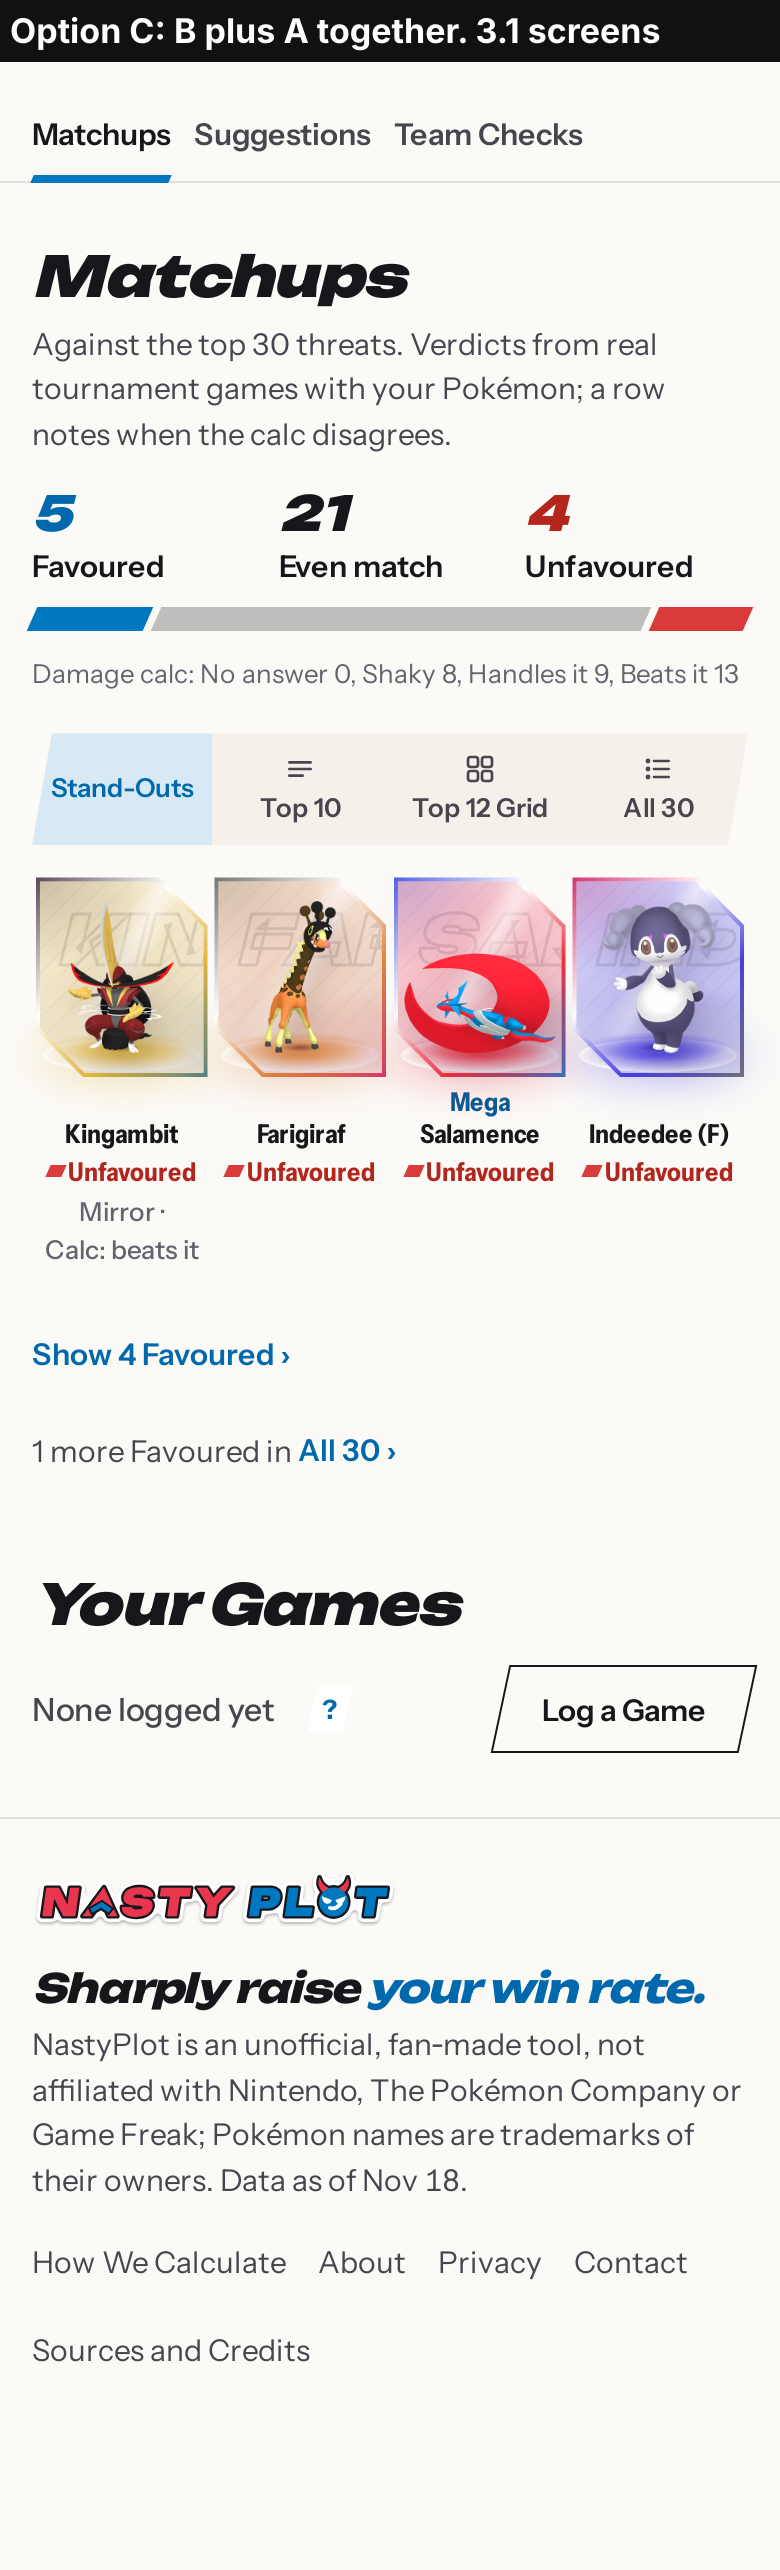 Option C: B plus A together. 3.1 screens
Matchups Suggestions Team Checks
Matchups
Against the top 30 threats. Verdicts from real
tournament games with your Pokémon; a row
notes when the calc disagrees.
5 21 4
Favoured Even match Unfavoured
Damage calc: No answer 0, Shaky 8, Handles it 9, Beats it 13
Stand-Outs Top 10 Top 12 Grid All 30
KIN FAR SAL IND
Mega
Kingambit Farigiraf Salamence Indeedee (F)
Unfavoured Unfavoured Unfavoured Unfavoured
Mirror ·
Calc: beats it
Show 4 Favoured ›
1 more Favoured in All 30 ›
Your Games
None logged yet ? Log a Game
NASTY PLOT
Sharply raise your win rate.
NastyPlot is an unofficial, fan-made tool, not
affiliated with Nintendo, The Pokémon Company or
Game Freak; Pokémon names are trademarks of
their owners. Data as of Nov 18.
How We Calculate About Privacy Contact
Sources and Credits